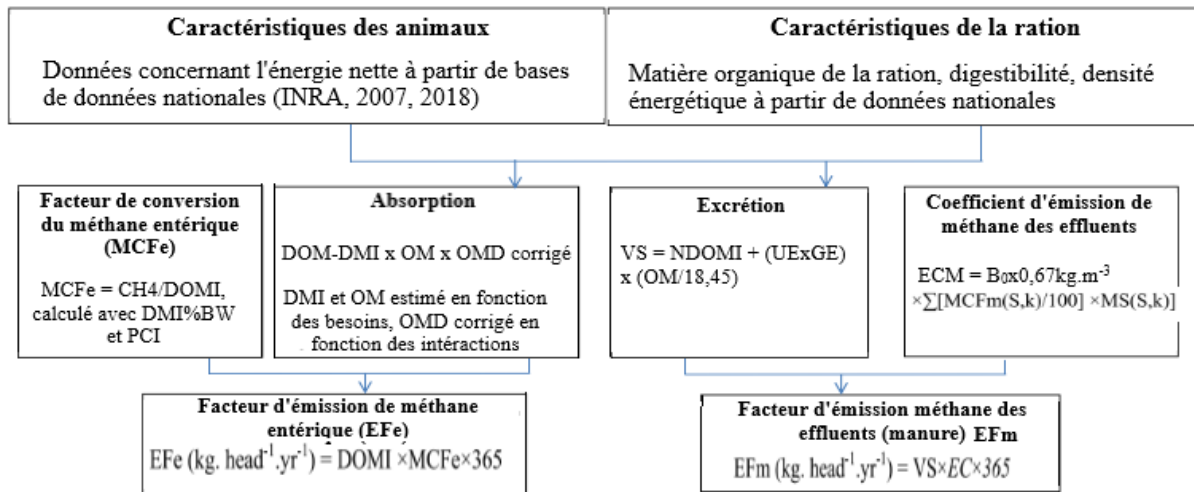 Caractéristiques des animaux
Données concernant l'énergie nette à partir de bases
de données nationales (INRA, 2007, 2018)
Caractéristiques de la ration
Matière organique de la ration, digestibilité, densité
énergétique à partir de données nationales
Facteur de conversion
du méthane entérique
(MCFe)
MCFe = CH4/DOMI,
calculé avec DMI%BW
et PCI
Absorption
DOM-DMI x OM x OMD corrigé
DMI et OM estimé en fonction
des besoins, OMD corrigé en
fonction des intéractions
Excrétion
VS = NDOMI + (UExGE)
x (OM/18,45)
Coefficient d'émission de
méthane des effluents
ECM = B₀x0,67kg.m⁻³
×∑[MCFm(S,k)/100] ×MS(S,k)]
Facteur d'émission de méthane
entérique (EFe)
EFe (kg. head⁻¹.yr⁻¹) = DOMI ×MCFe×365
Facteur d'émission méthane des
effluents (manure) EFm
EFm (kg. head⁻¹.yr⁻¹) = VS×EC×365